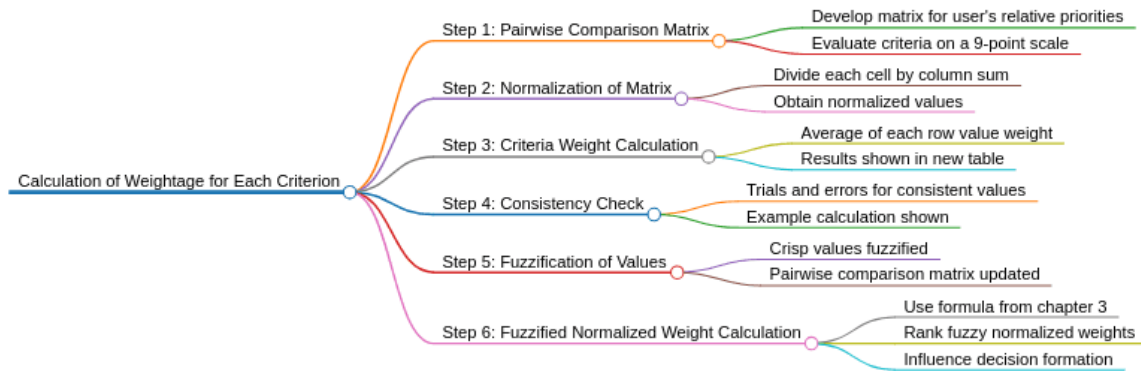 Calculation of Weightage for Each Criterion
Step 1: Pairwise Comparison Matrix
Develop matrix for user's relative priorities
Evaluate criteria on a 9-point scale
Step 2: Normalization of Matrix
Divide each cell by column sum
Obtain normalized values
Step 3: Criteria Weight Calculation
Average of each row value weight
Results shown in new table
Step 4: Consistency Check
Trials and errors for consistent values
Example calculation shown
Step 5: Fuzzification of Values
Crisp values fuzzified
Pairwise comparison matrix updated
Step 6: Fuzzified Normalized Weight Calculation
Use formula from chapter 3
Rank fuzzy normalized weights
Influence decision formation